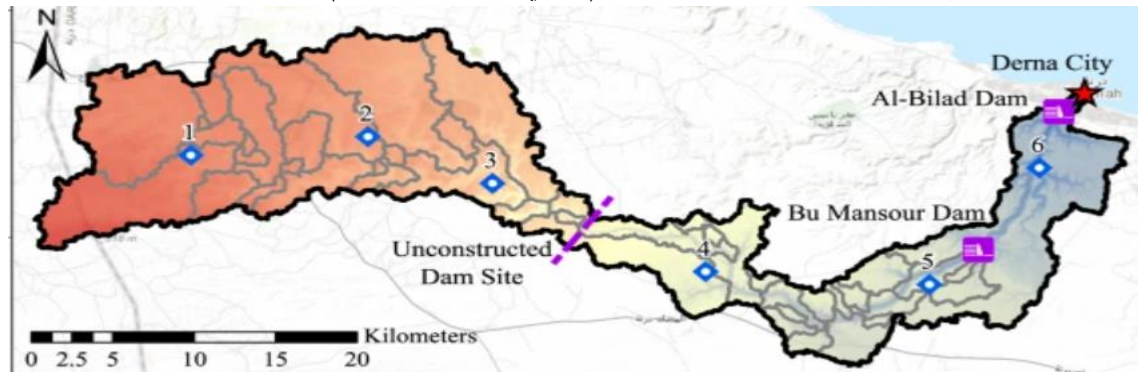 N
Derna City
Al-Bilad Dam
1
2
3
6
Bu Mansour Dam
Unconstructed
Dam Site
4
5
Kilometers
0 2.5 5 10 15 20